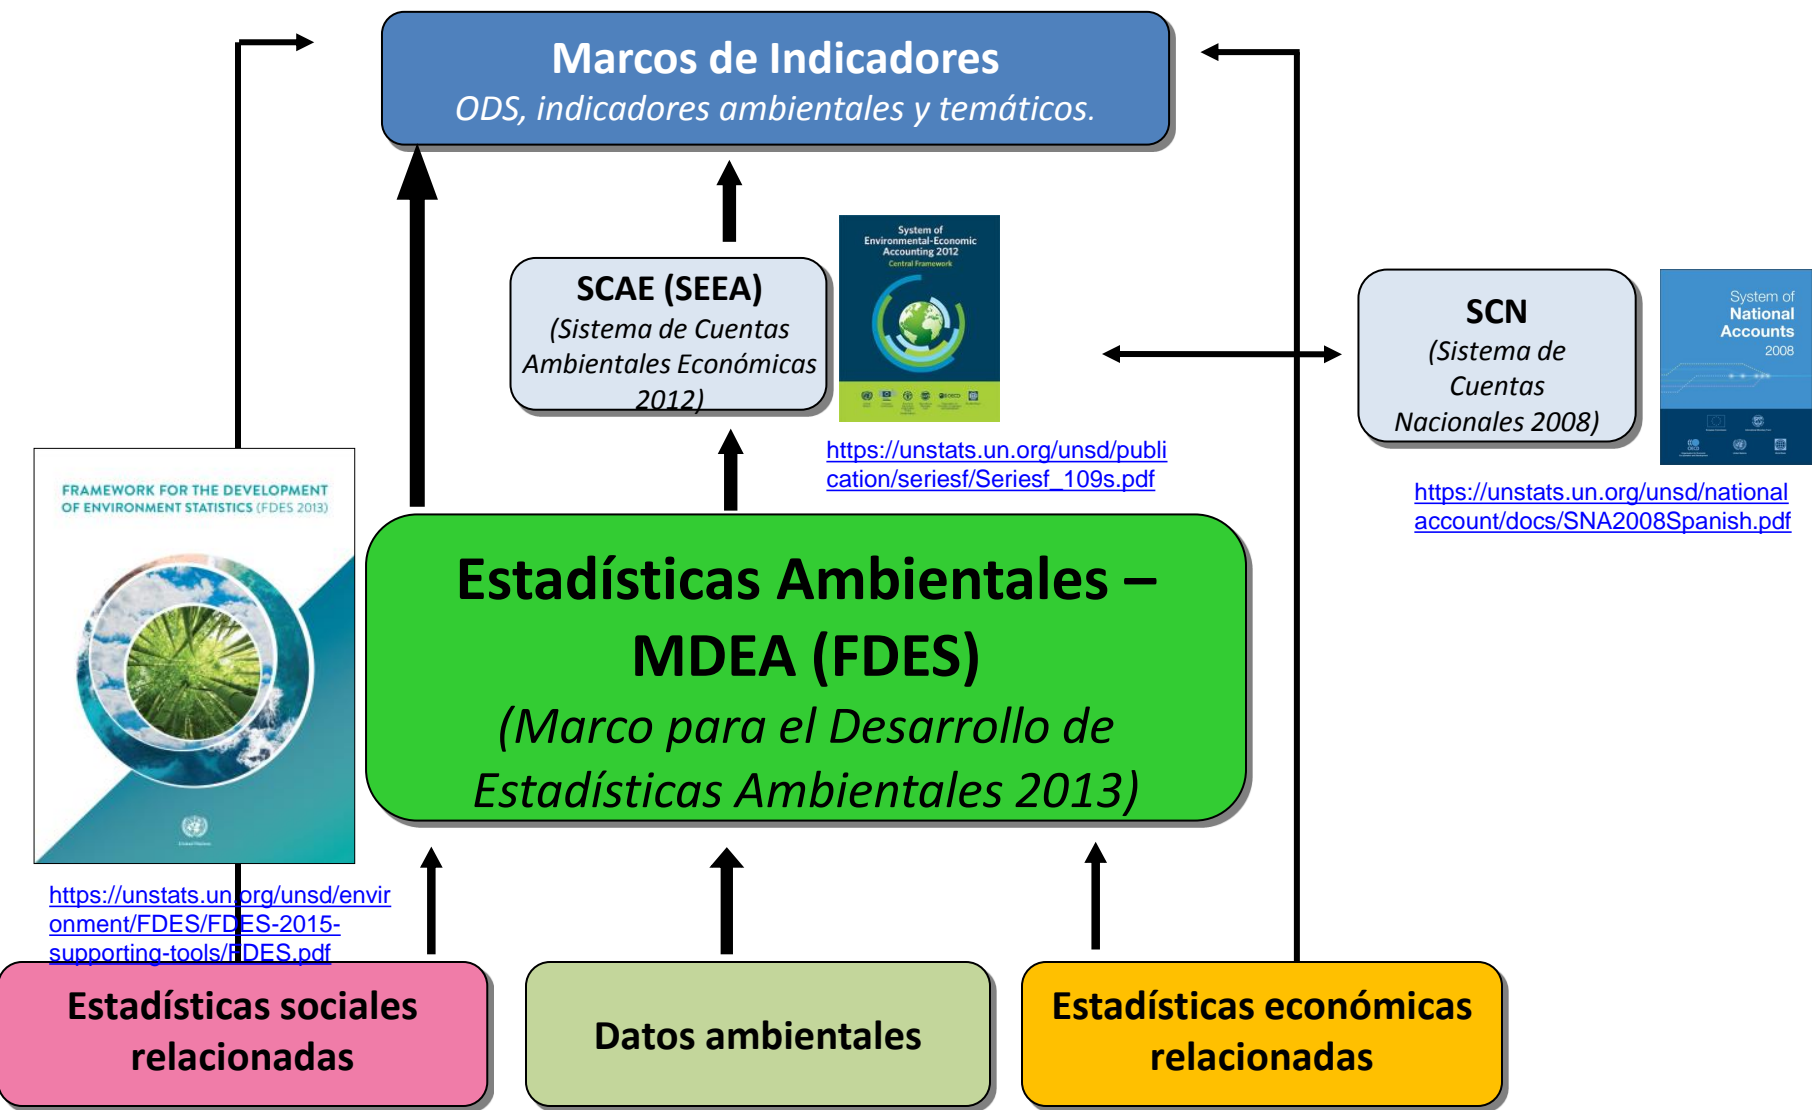 Marcos de Indicadores
ODS, indicadores ambientales y temáticos.
System of
Environmental-Economic
Accounting 2012
Central Framework
SCAE (SEEA)
(Sistema de Cuentas
Ambientales Económicas
2012)
https://unstats.un.org/unsd/publi
cation/seriesf/Seriesf_109s.pdf
SCN
(Sistema de
Cuentas
Nacionales 2008)
System of
National
Accounts
2008
https://unstats.un.org/unsd/national
account/docs/SNA2008Spanish.pdf
FRAMEWORK FOR THE DEVELOPMENT
OF ENVIRONMENT STATISTICS (FDES 2013)
United Nations
https://unstats.un.org/unsd/envir
onment/FDES/FDES-2015-
supporting-tools/FDES.pdf
Estadísticas Ambientales –
MDEA (FDES)
(Marco para el Desarrollo de
Estadísticas Ambientales 2013)
Estadísticas sociales
relacionadas
Datos ambientales
Estadísticas económicas
relacionadas